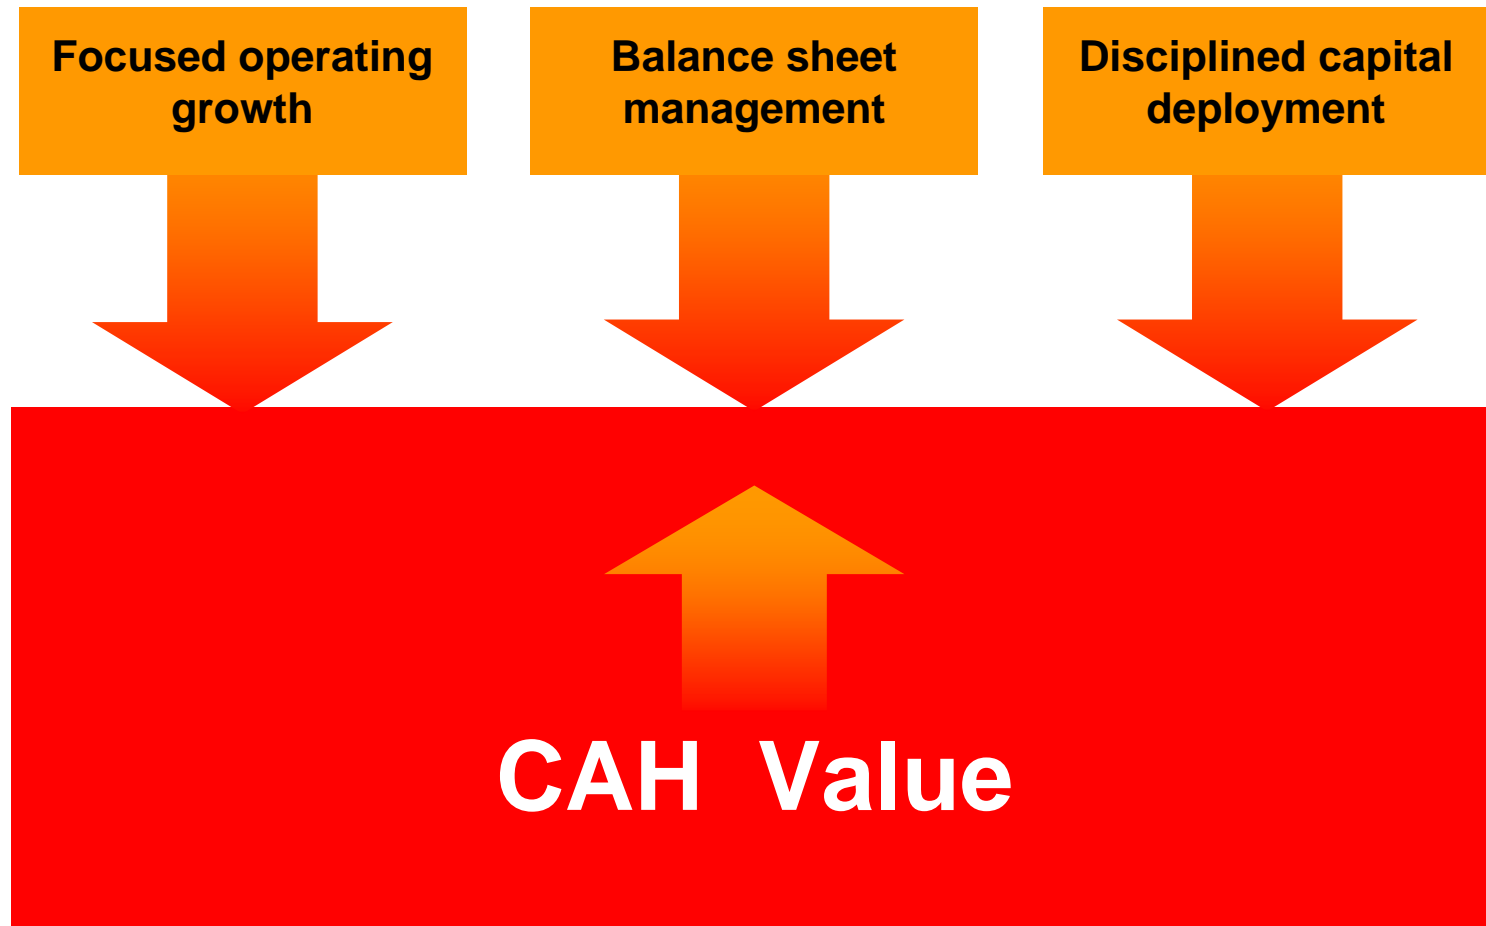 Focused operating
growth
Balance sheet
management
Disciplined capital
deployment
CAH Value